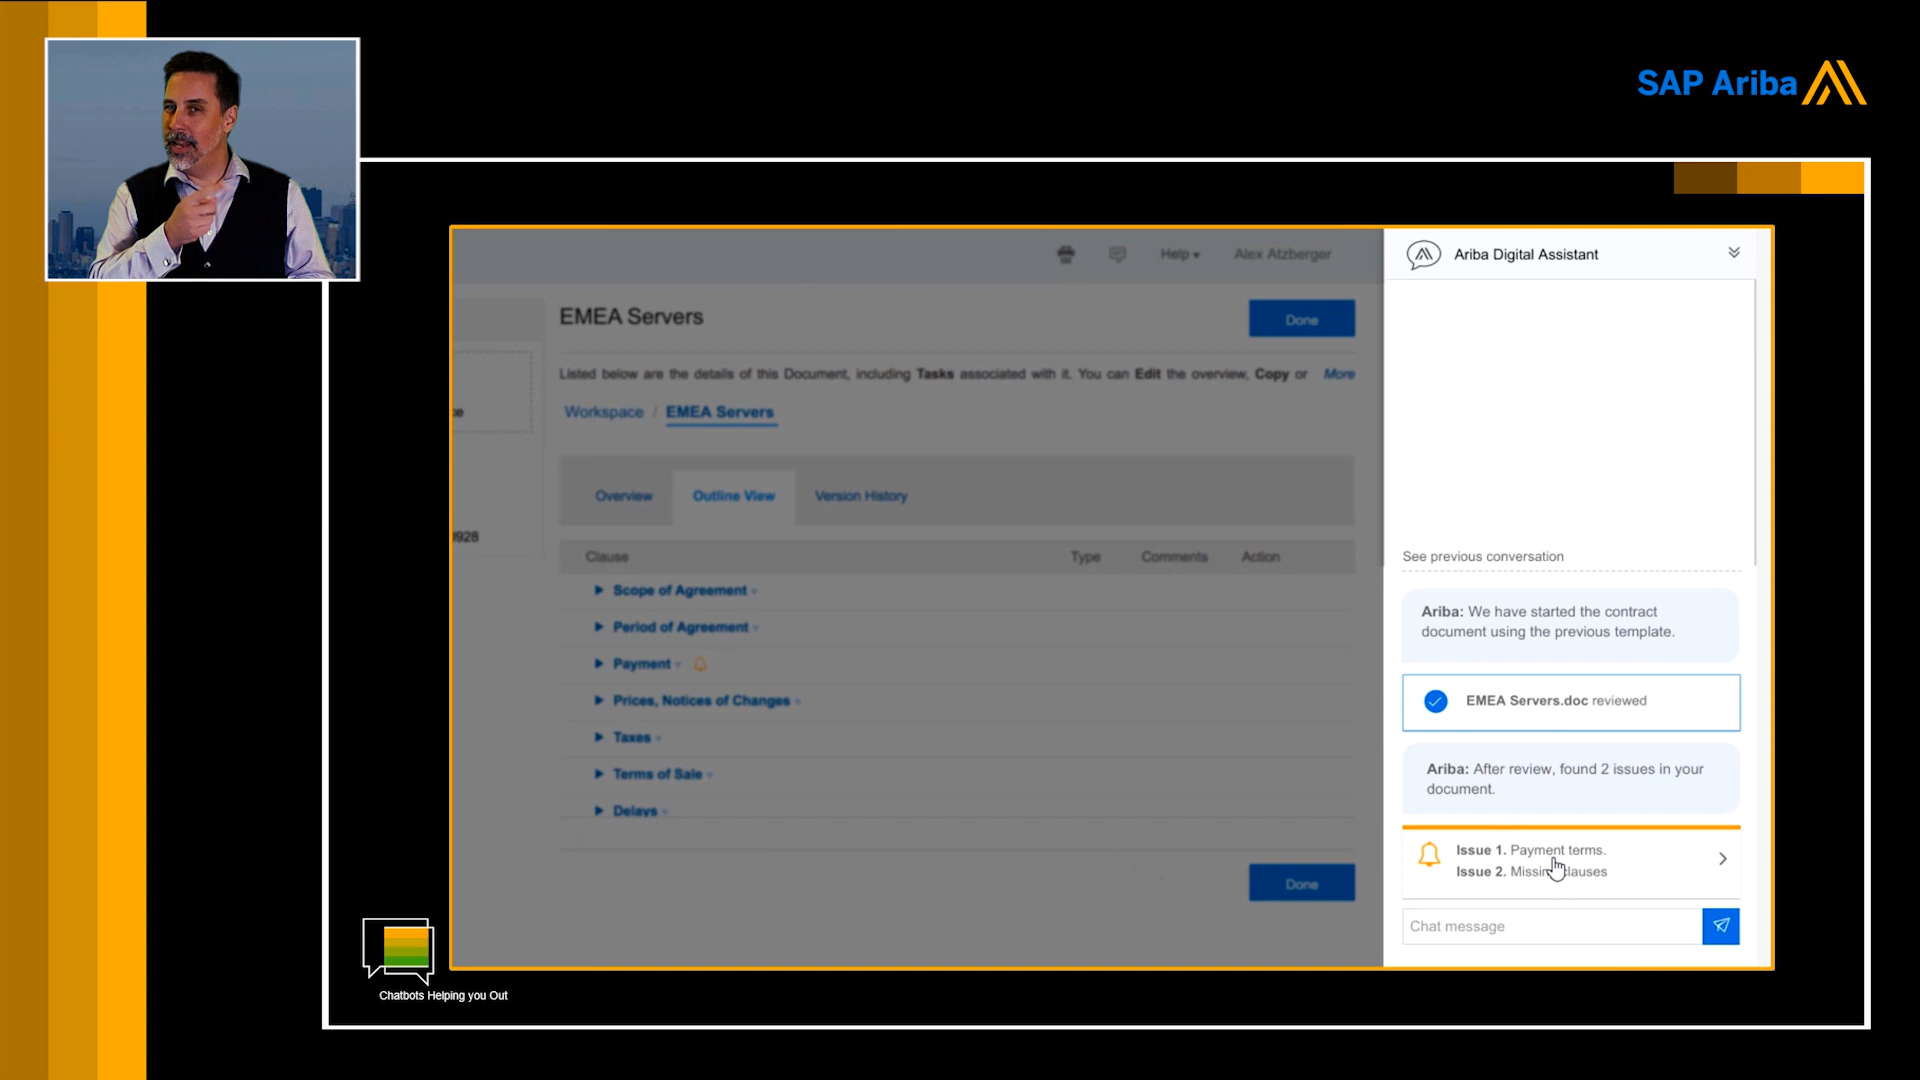 SAP Ariba
Help
Alex Atzberger
Ariba Digital Assistant
EMEA Servers
Done
Listed below are the details of this Document, including Tasks associated with it. You can Edit the overview, Copy or More
Workspace / EMEA Servers
0928
Overview
Outline View
Version History
Clause
Type
Comments
Action
Scope of Agreement
Period of Agreement
Payment
Prices, Notices of Changes
Taxes
Terms of Sale
Delays
Done
See previous conversation
Ariba: We have started the contract
document using the previous template.
EMEA Servers.doc reviewed
Ariba: After review, found 2 issues in your
document.
Issue 1. Payment terms.
Issue 2. Missing clauses
Chat message
Chatbots Helping you Out